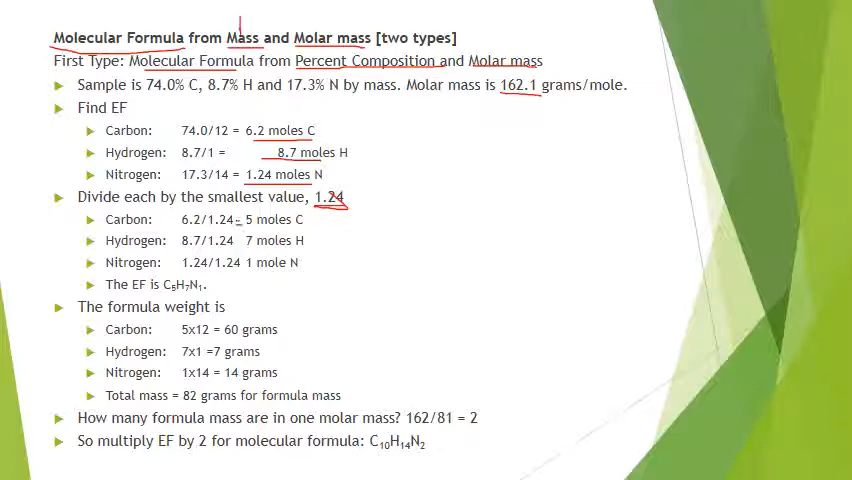 Molecular Formula from Mass and Molar mass [two types]
First Type: Molecular Formula from Percent Composition and Molar mass
Sample is 74.0% C, 8.7% H and 17.3% N by mass. Molar mass is 162.1 grams/mole.
Find EF
Carbon: 74.0/12 = 6.2 moles C
Hydrogen: 8.7/1 = 8.7 moles H
Nitrogen: 17.3/14 = 1.24 moles N
Divide each by the smallest value, 1.24
Carbon: 6.2/1.24= 5 moles C
Hydrogen: 8.7/1.24 7 moles H
Nitrogen: 1.24/1.24 1 mole N
The EF is C₅H₇N₁.
The formula weight is
Carbon: 5x12 = 60 grams
Hydrogen: 7x1 =7 grams
Nitrogen: 1x14 = 14 grams
Total mass = 82 grams for formula mass
How many formula mass are in one molar mass? 162/81 = 2
So multiply EF by 2 for molecular formula: C₁₀H₁₄N₂